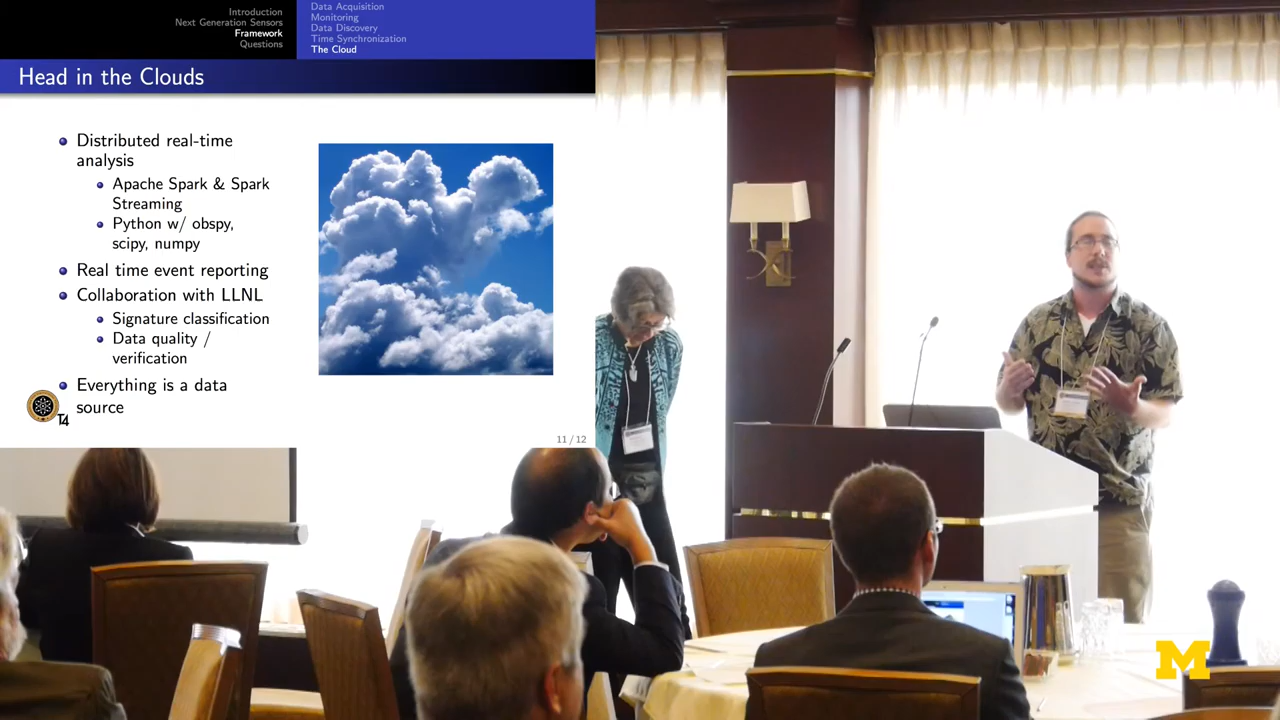 Introduction
Next Generation Sensors
Framework
Questions
Data Acquisition
Monitoring
Data Discovery
Time Synchronization
The Cloud
Head in the Clouds
Distributed real-time
analysis
Apache Spark & Spark
Streaming
Python w/ obspy,
scipy, numpy
Real time event reporting
Collaboration with LLNL
Signature classification
Data quality /
verification
Everything is a data
source
T4
11 / 12
M